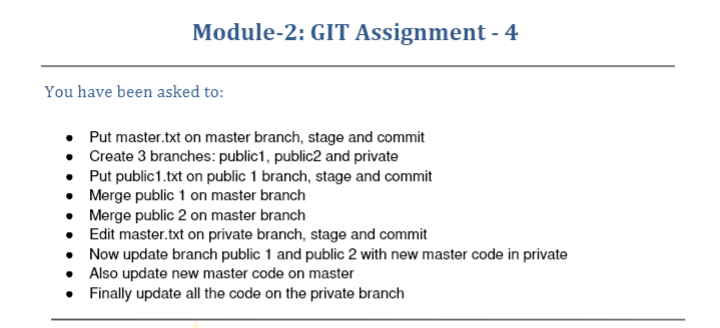 Module-2: GIT Assignment - 4
You have been asked to:
● Put master.txt on master branch, stage and commit
● Create 3 branches: public1, public2 and private
● Put public1.txt on public 1 branch, stage and commit
● Merge public 1 on master branch
● Merge public 2 on master branch
● Edit master.txt on private branch, stage and commit
● Now update branch public 1 and public 2 with new master code in private
● Also update new master code on master
● Finally update all the code on the private branch